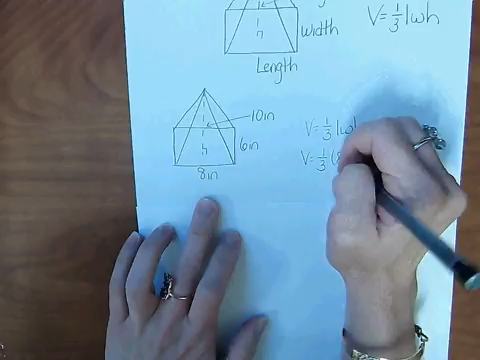 V = 1/3 lwh
h
Width
Length
10in
h
6in
8in
V = 1/3 lw
V = 1/3 (8